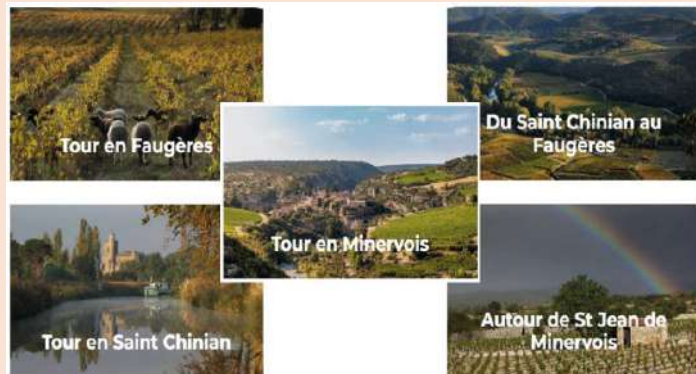 Tour en Faugères
Du Saint Chinian au
Faugères
Tour en Minervois
Tour en Saint Chinian
Autour de St Jean de
Minervois